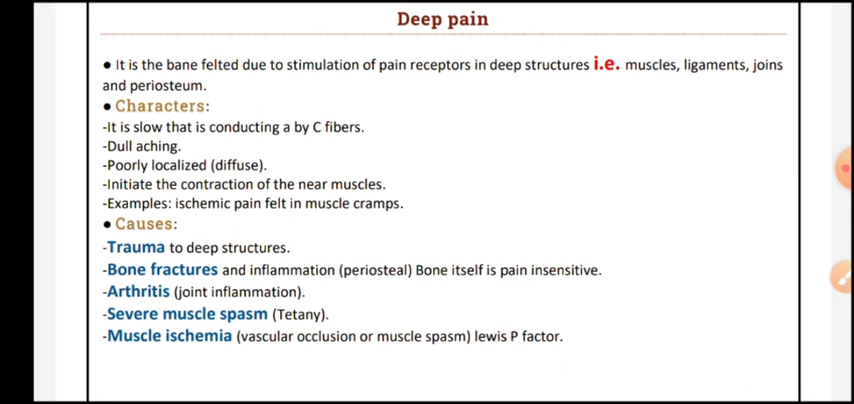 Deep pain
● It is the bane felted due to stimulation of pain receptors in deep structures i.e. muscles, ligaments, joins
and periosteum.
● Characters:
-It is slow that is conducting a by C fibers.
-Dull aching.
-Poorly localized (diffuse).
-Initiate the contraction of the near muscles.
-Examples: ischemic pain felt in muscle cramps.
● Causes:
-Trauma to deep structures.
-Bone fractures and inflammation (periosteal) Bone itself is pain insensitive.
-Arthritis (joint inflammation).
-Severe muscle spasm (Tetany).
-Muscle ischemia (vascular occlusion or muscle spasm) lewis P factor.